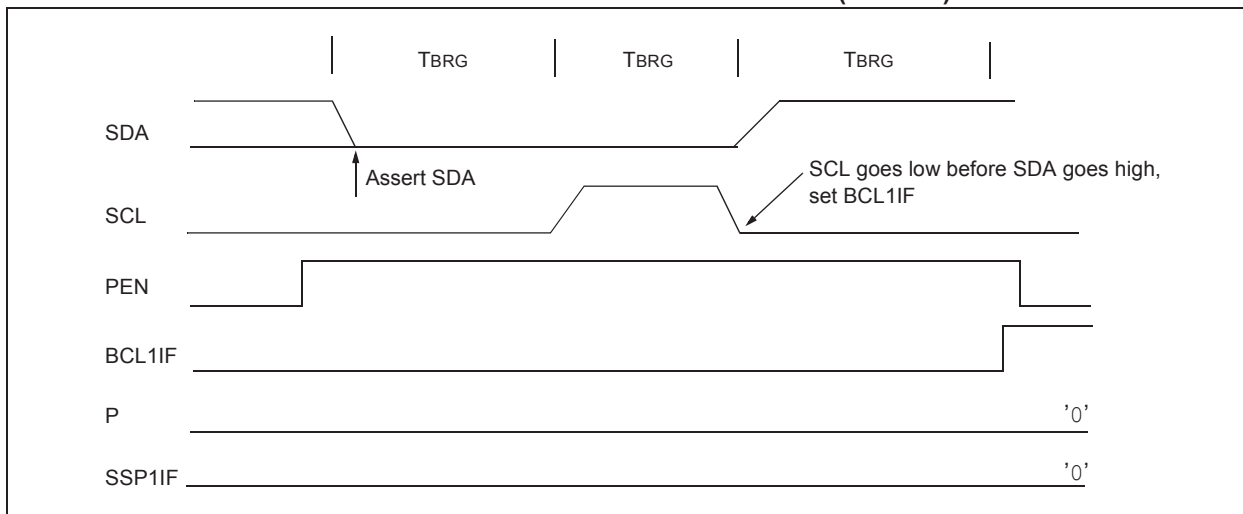 TBRG TBRG TBRG
SDA
Assert SDA
SCL goes low before SDA goes high,
set BCL1IF
SCL
PEN
BCL1IF
P '0'
SSP1IF '0'